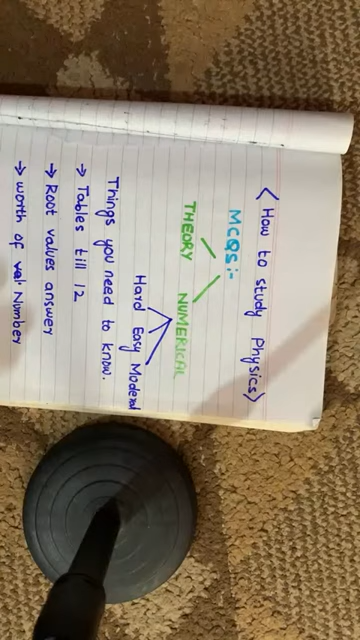 < How to study Physics >
MCQS :-
THEORY NUMERICAL
Hard Easy Moderat
Things you need to know.
→ Tables till 12
→ Root values answer
→ worth of Number